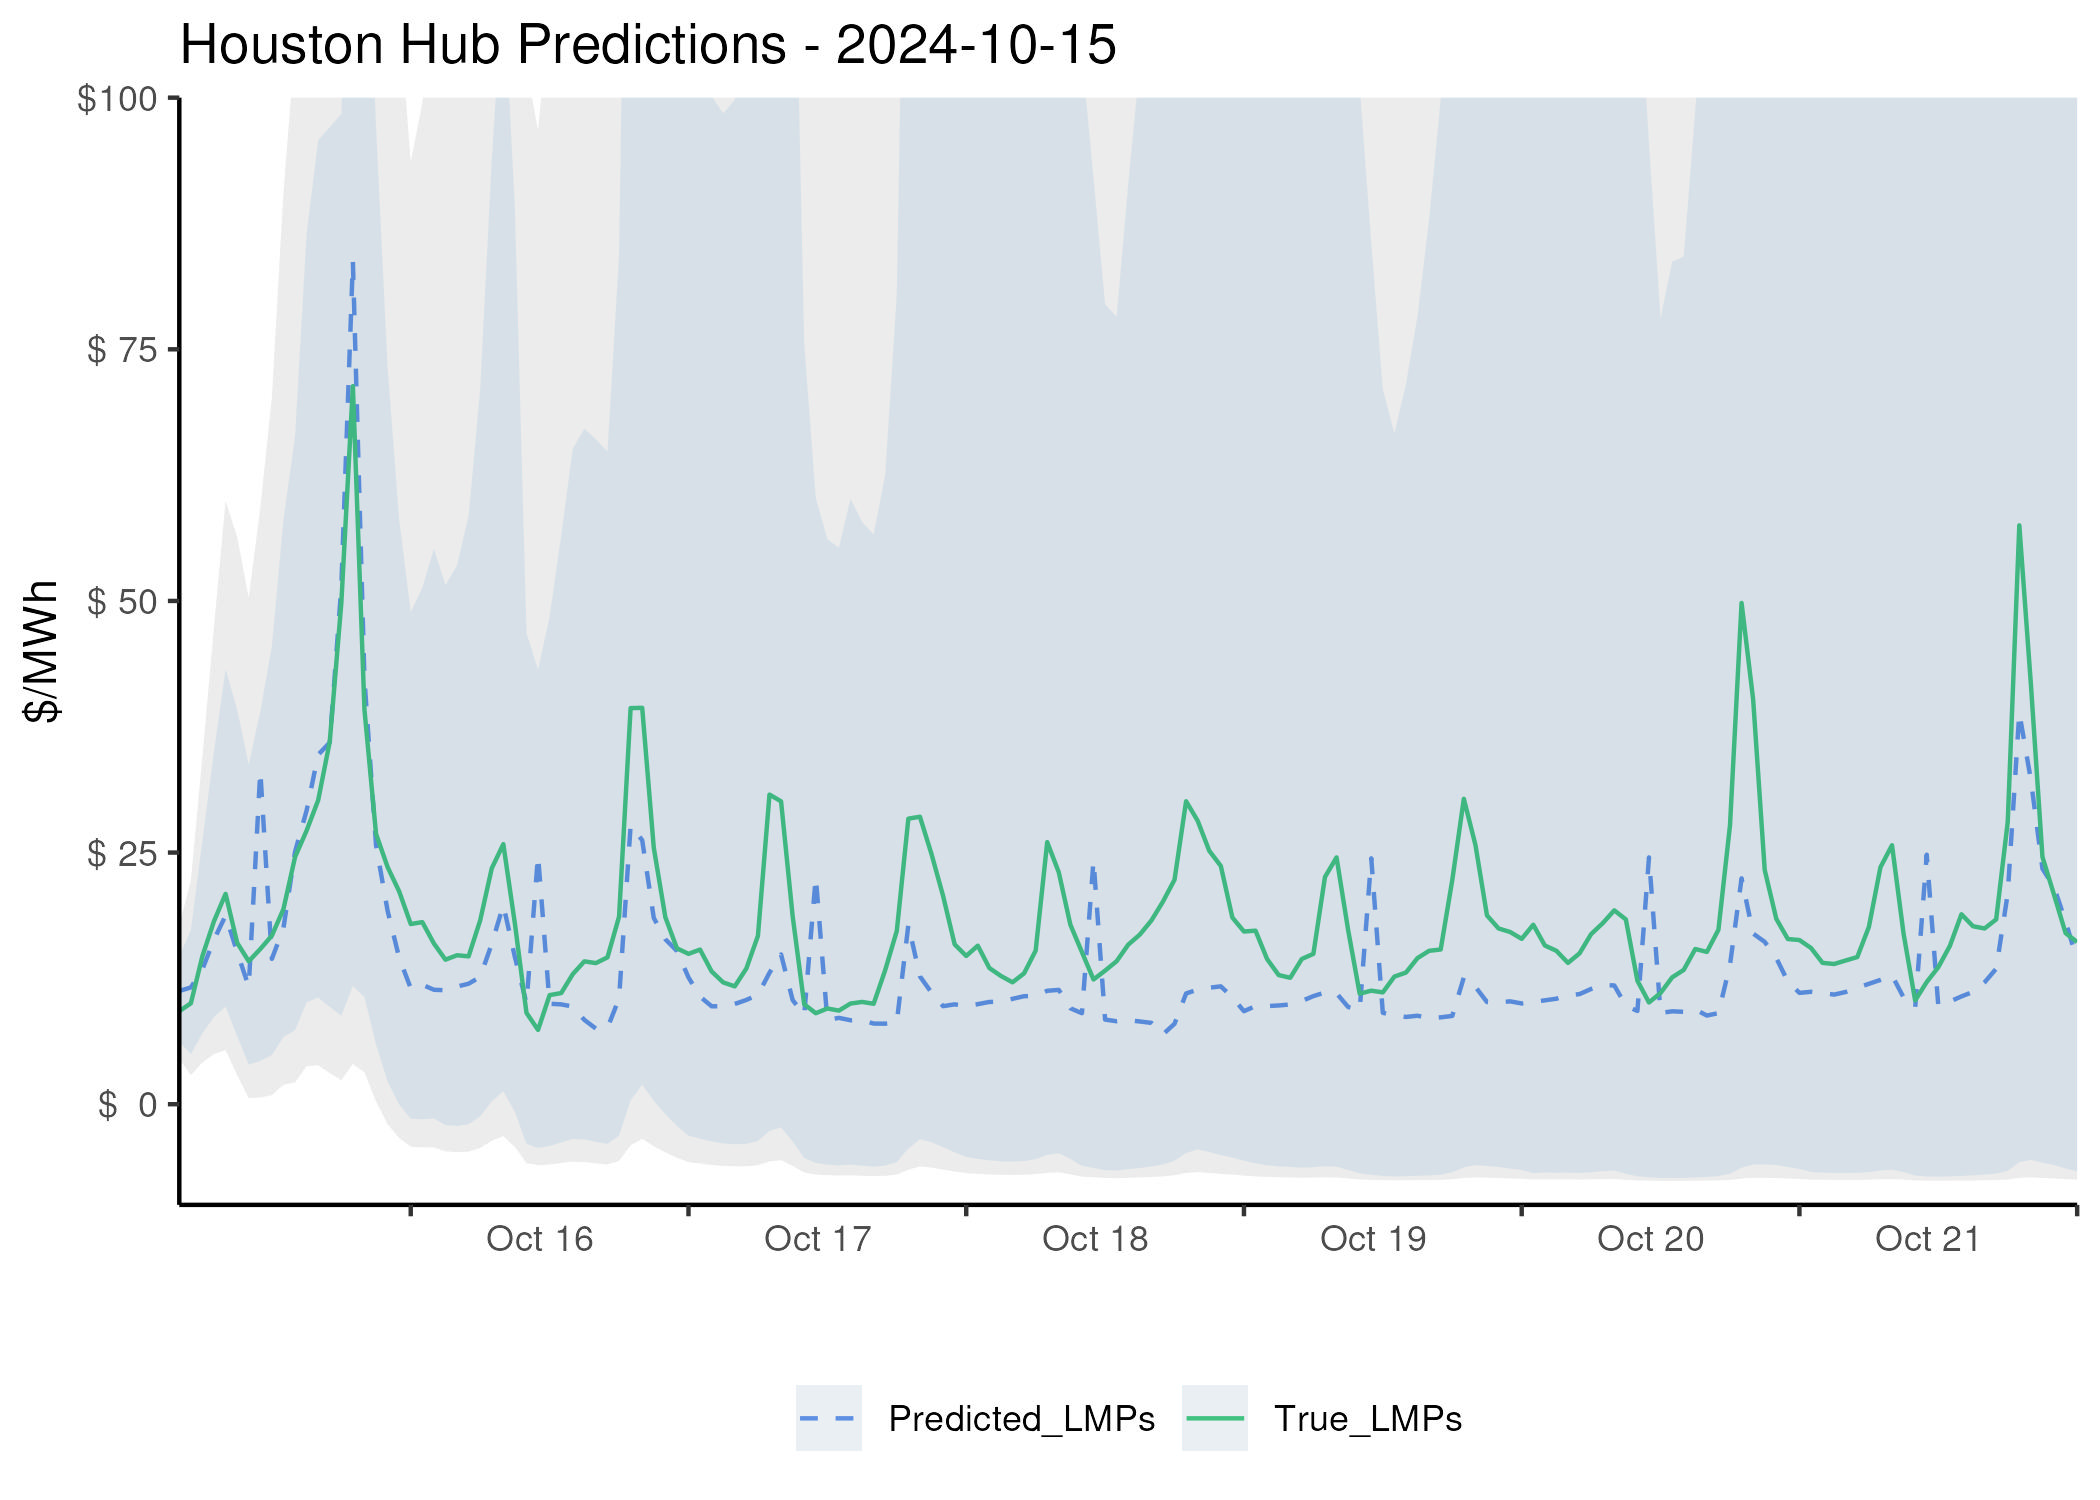 Houston Hub Predictions - 2024-10-15
$/MWh
$100
$ 75
$ 50
$ 25
$  0
Oct 16 Oct 17 Oct 18 Oct 19 Oct 20 Oct 21
Predicted_LMPs True_LMPs